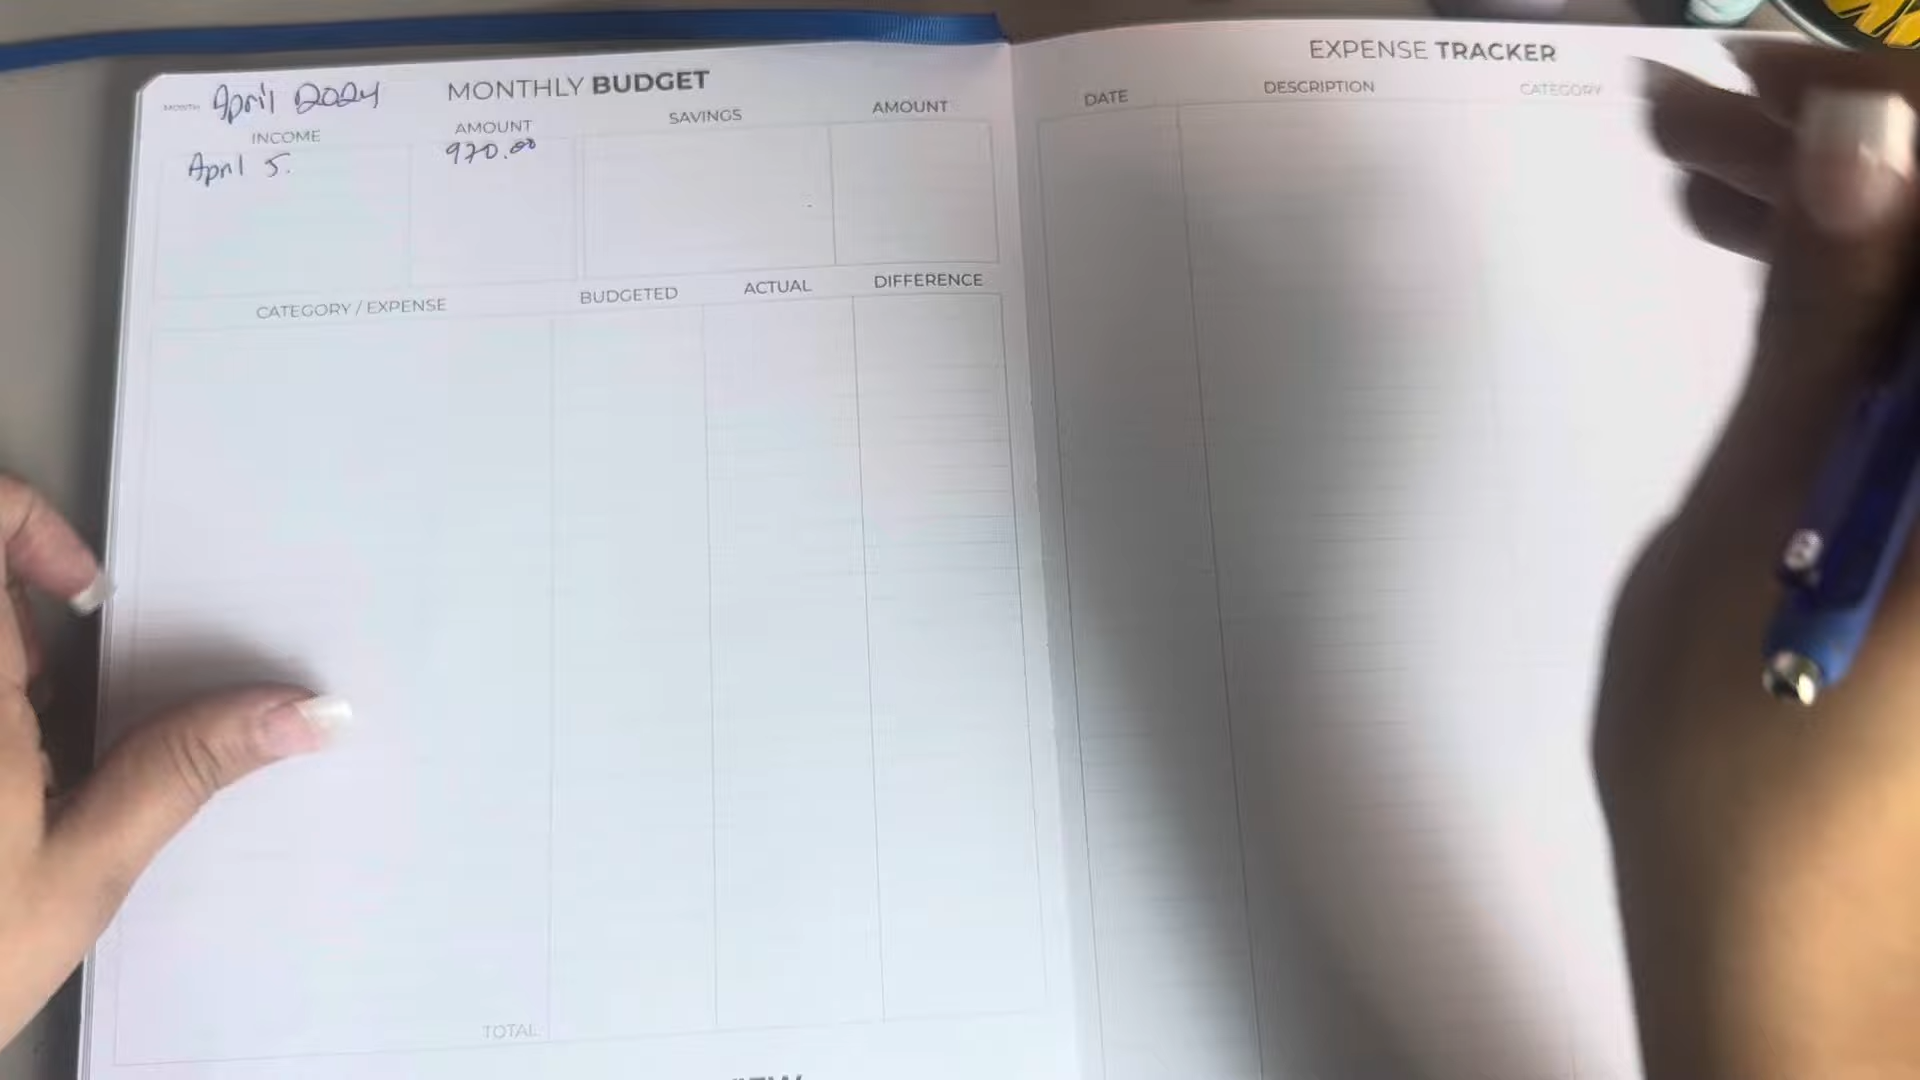 MONTH April 2024
MONTHLY BUDGET
INCOME AMOUNT SAVINGS AMOUNT
April 5. 970.00
CATEGORY / EXPENSE BUDGETED ACTUAL DIFFERENCE
TOTAL
EXPENSE TRACKER
DATE DESCRIPTION CATEGORY